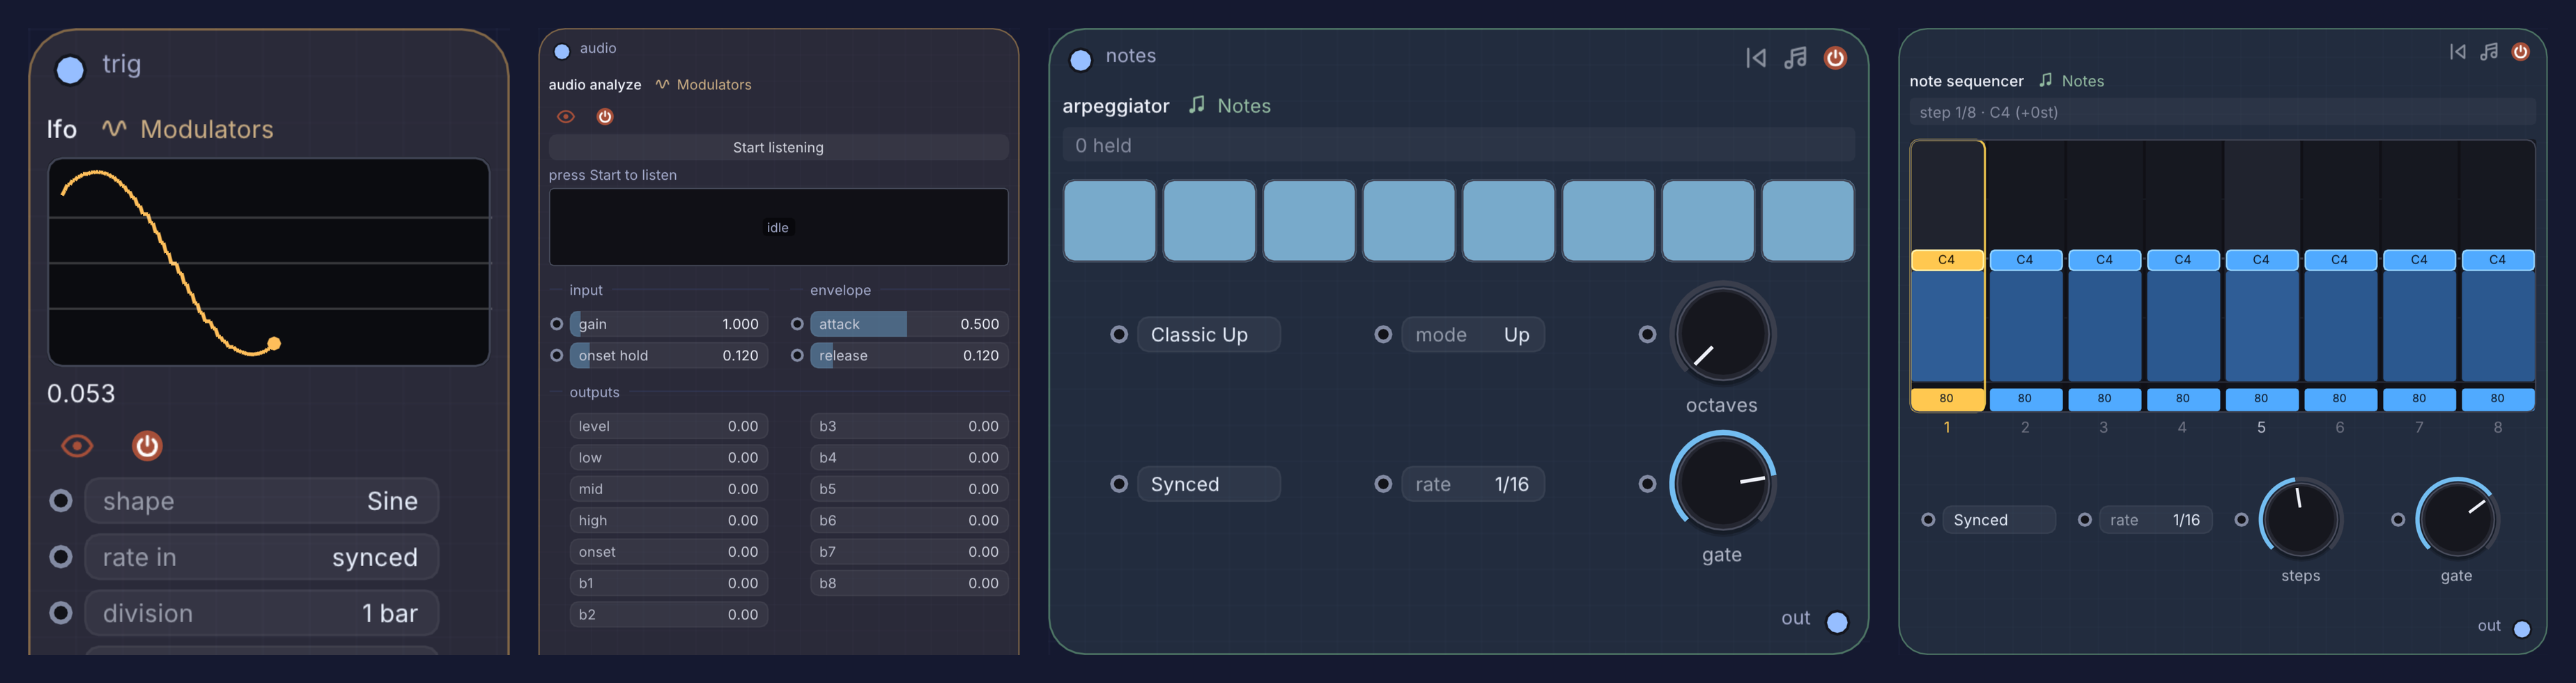 trig
lfo Modulators
0.053
shape Sine
rate in synced
division 1 bar
audio
audio analyze Modulators
Start listening
press Start to listen
idle
input envelope
gain 1.000 attack 0.500
onset hold 0.120 release 0.120
outputs
level 0.00 b3 0.00
low 0.00 b4 0.00
mid 0.00 b5 0.00
high 0.00 b6 0.00
onset 0.00 b7 0.00
b1 0.00 b8 0.00
b2 0.00
notes
arpeggiator Notes
0 held
Classic Up mode Up
octaves
Synced rate 1/16
gate
out
note sequencer Notes
step 1/8 · C4 (+0st)
C4 C4 C4 C4 C4 C4 C4 C4
80 80 80 80 80 80 80 80
1 2 3 4 5 6 7 8
Synced rate 1/16
steps gate
out